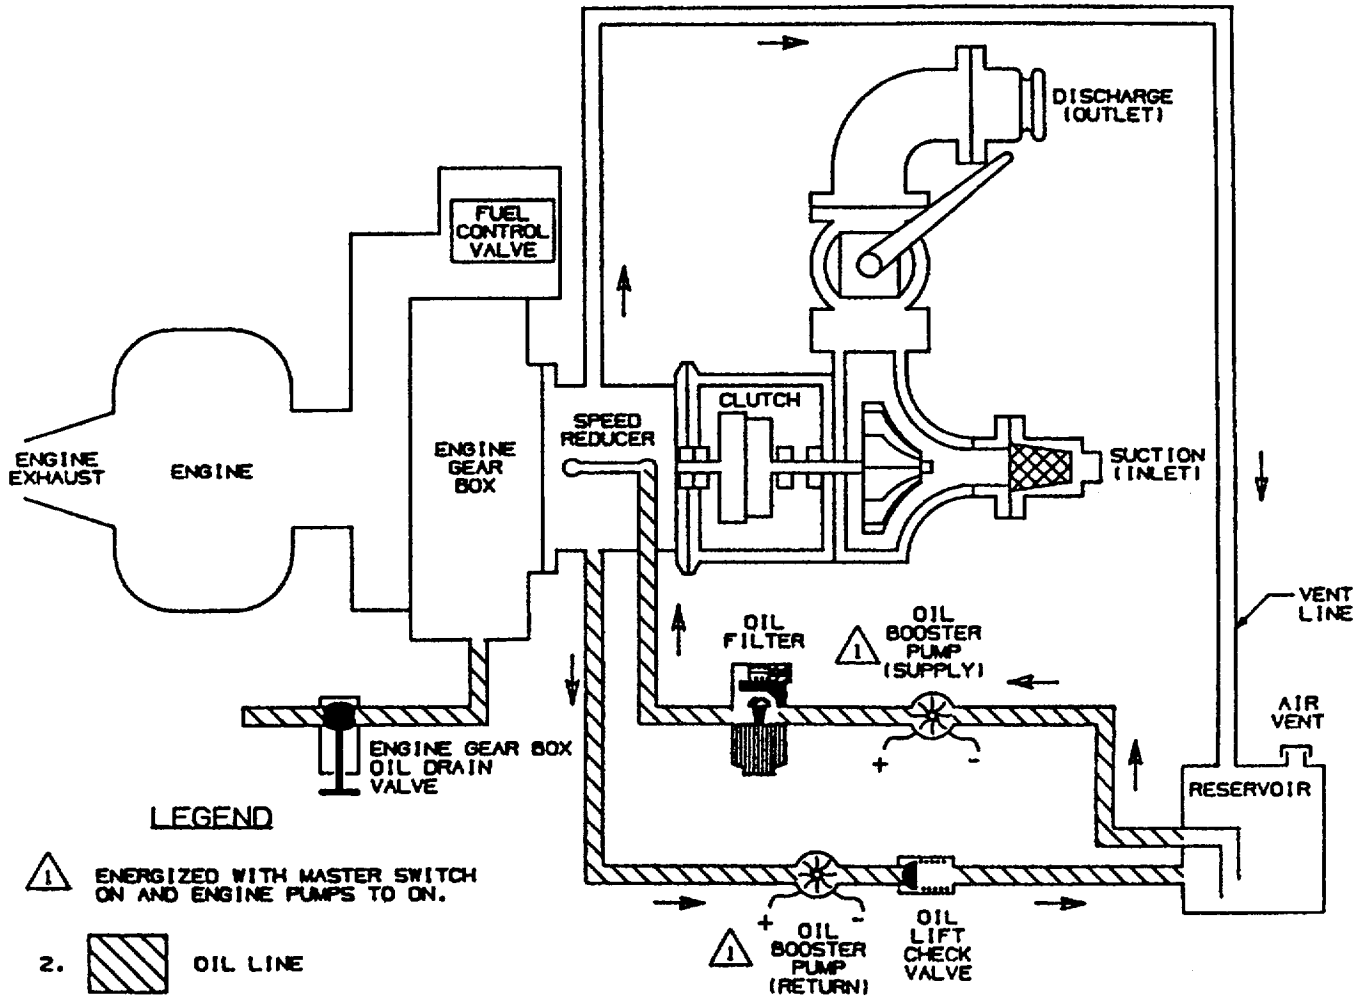 DISCHARGE
(OUTLET)
FUEL
CONTROL
VALVE
CLUTCH
SPEED
REDUCER
ENGINE
GEAR
BOX
ENGINE
EXHAUST
ENGINE
SUCTION
(INLET)
VENT
LINE
OIL
FILTER
1
OIL
BOOSTER
PUMP
(SUPPLY)
AIR
VENT
+ -
ENGINE GEAR BOX
OIL DRAIN
VALVE
RESERVOIR
LEGEND
1 ENERGIZED WITH MASTER SWITCH
ON AND ENGINE PUMPS TO ON.
+ -
1
OIL
BOOSTER
PUMP
(RETURN)
OIL
LIFT
CHECK
VALVE
2. OIL LINE